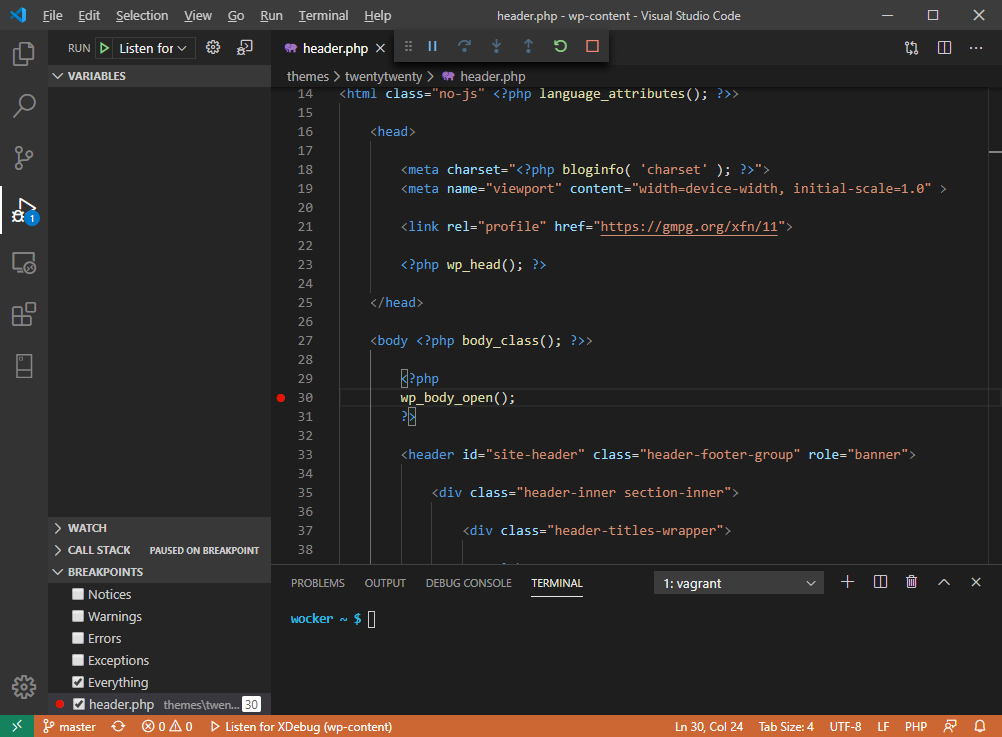 File Edit Selection View Go Run Terminal Help header.php - wp-content - Visual Studio Code
RUN Listen for
header.php
VARIABLES
themes > twentytwenty > header.php
14 <html class="no-js" <?php language_attributes(); ?>>
15
16 <head>
17
18 <meta charset="<?php bloginfo( 'charset' ); ?>">
19 <meta name="viewport" content="width=device-width, initial-scale=1.0" >
20
21 <link rel="profile" href="https://gmpg.org/xfn/11">
22
23 <?php wp_head(); ?>
24
25 </head>
26
27 <body <?php body_class(); ?>>
28
29 <?php
30 wp_body_open();
31 ?>
32
33 <header id="site-header" class="header-footer-group" role="banner">
34
35 <div class="header-inner section-inner">
36
37 <div class="header-titles-wrapper">
38
1
WATCH
CALL STACK PAUSED ON BREAKPOINT
BREAKPOINTS
Notices
Warnings
Errors
Exceptions
Everything
header.php themes\twen... 30
PROBLEMS OUTPUT DEBUG CONSOLE TERMINAL 1: vagrant
wocker ~ $
master 0 0 Listen for XDebug (wp-content) Ln 30, Col 24 Tab Size: 4 UTF-8 LF PHP